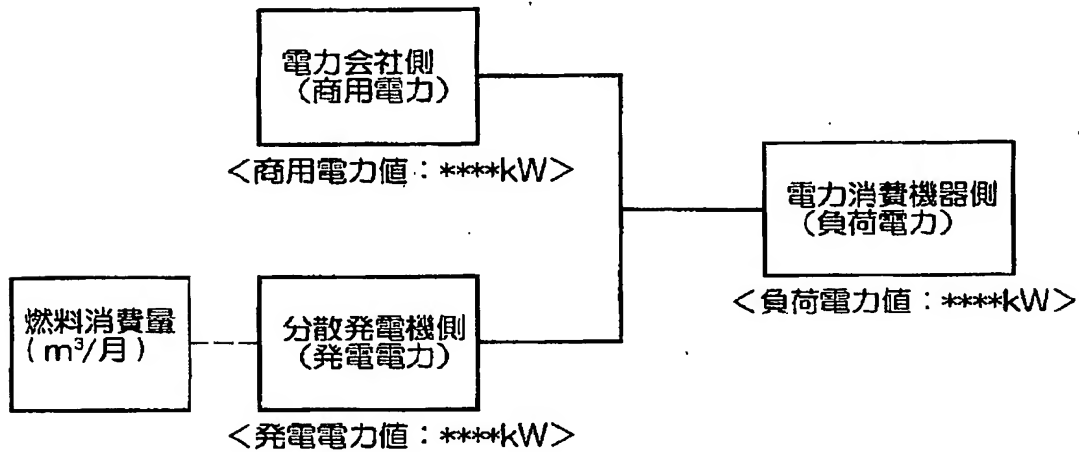 電力会社側
（商用電力）
＜商用電力値：****kW＞
電力消費機器側
（負荷電力）
＜負荷電力値：****kW＞
燃料消費量
（m³/月）
分散発電機側
（発電電力）
＜発電電力値：****kW＞